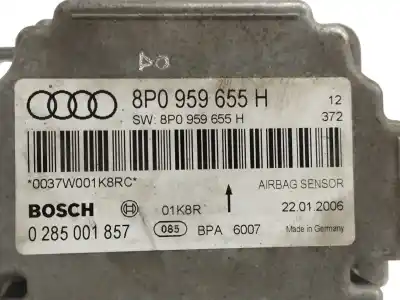 8P0 959 655 H 12
SW: 8P0 959 655 H 372
*0037W001K8RC* AIRBAG SENSOR
BOSCH 01K8R 22.01.2006
0 285 001 857 085 BPA 6007 Made in Germany